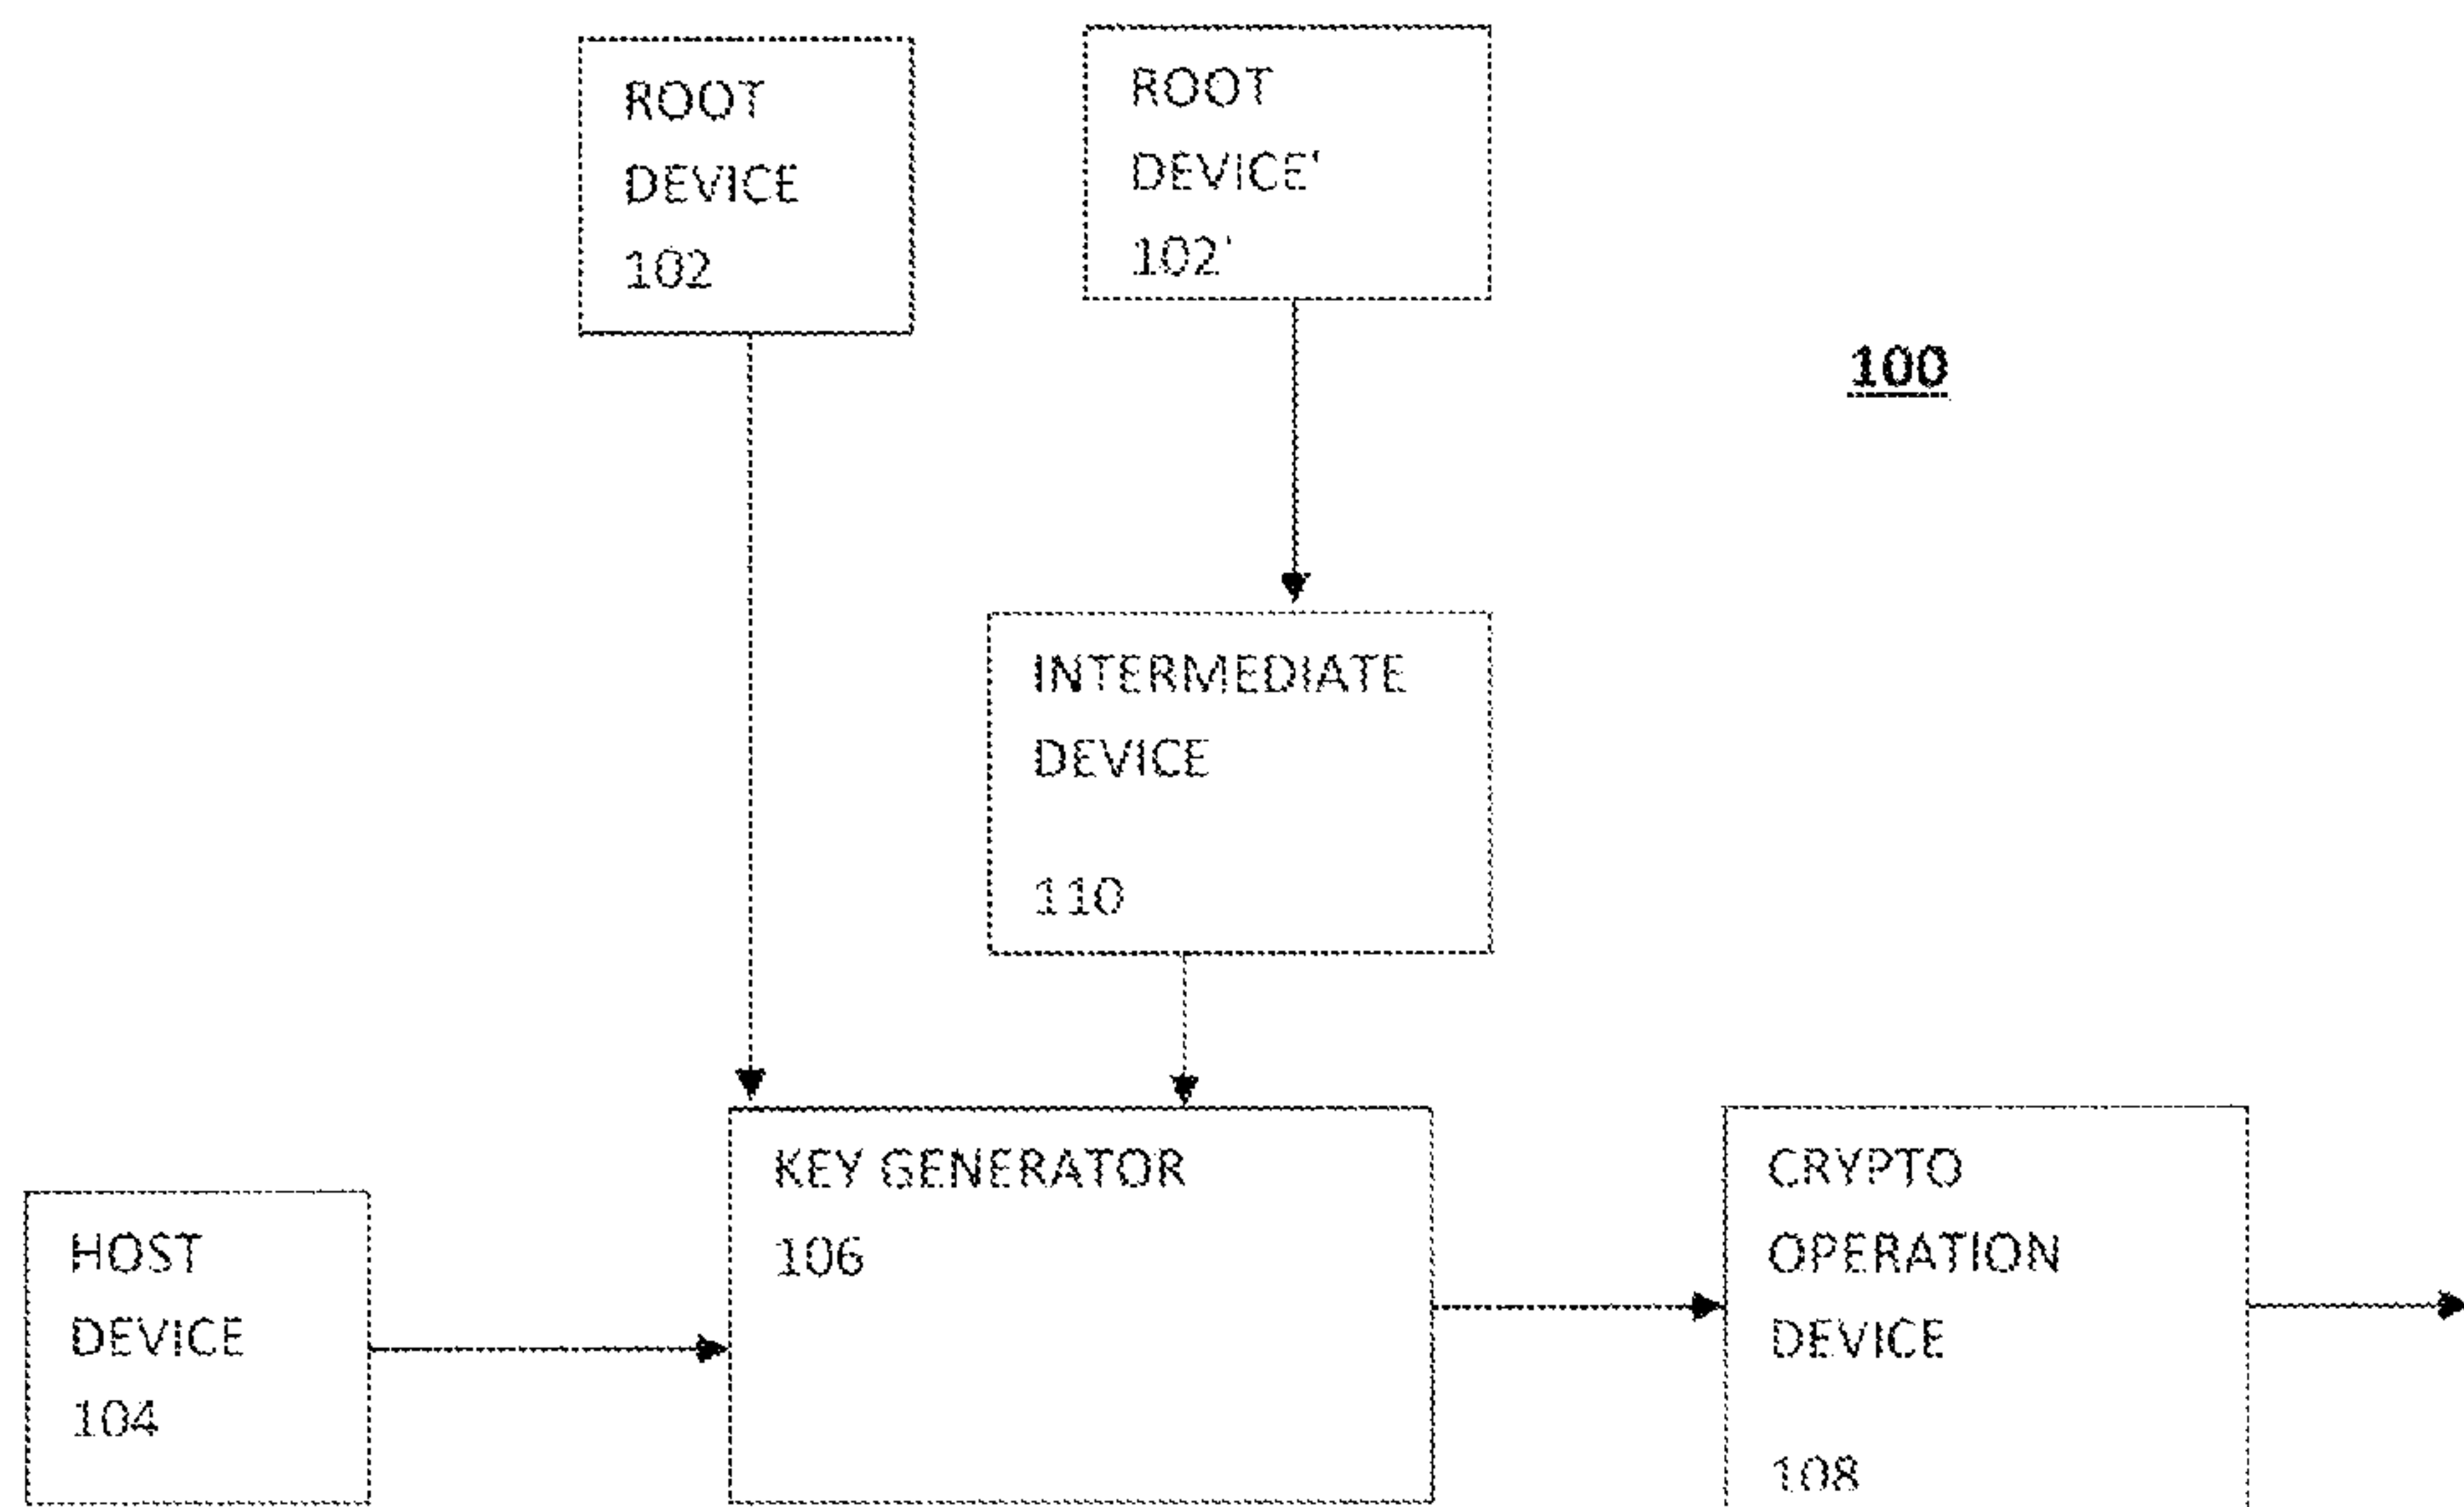 ROOT
DEVICE
102
ROOT
DEVICE'
102'
100
INTERMEDIATE
DEVICE
110
KEY GENERATOR
106
CRYPTO
OPERATION
DEVICE
108
HOST
DEVICE
104